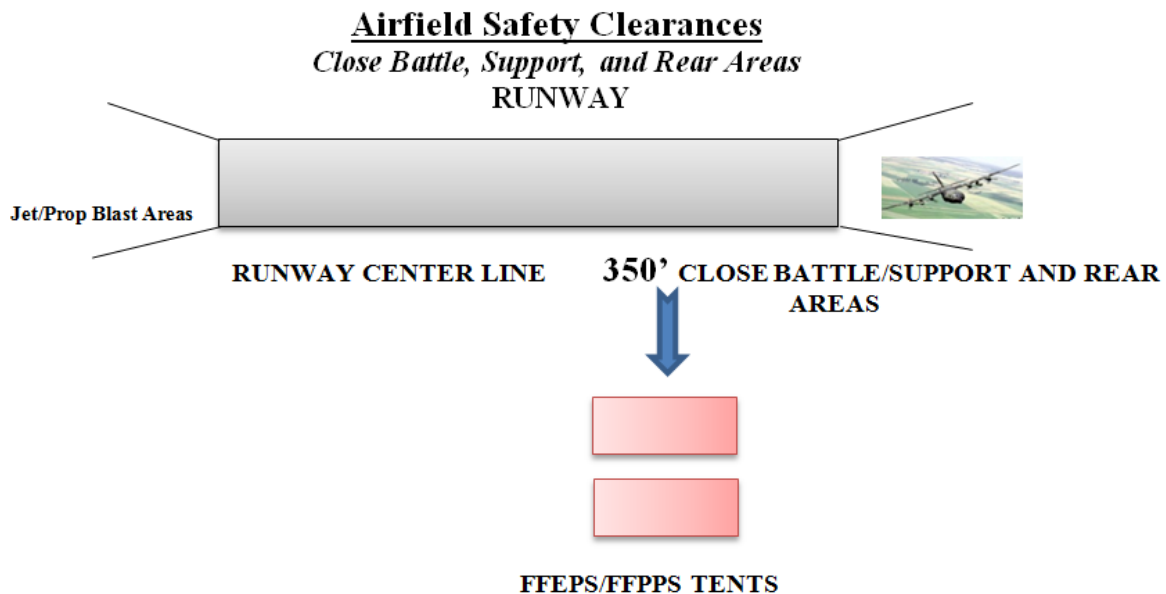 Airfield Safety Clearances
Close Battle, Support, and Rear Areas
RUNWAY
Jet/Prop Blast Areas
RUNWAY CENTER LINE
350’ CLOSE BATTLE/SUPPORT AND REAR
AREAS
FFEPS/FFPPS TENTS